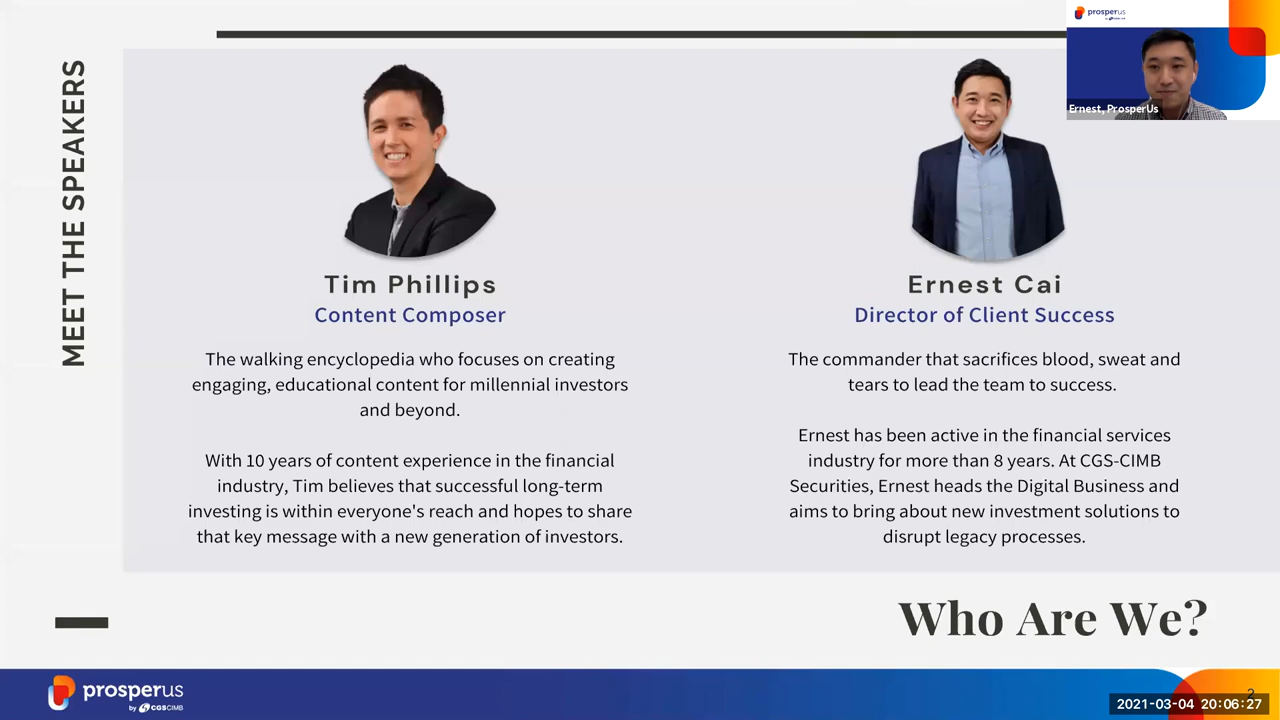 MEET THE SPEAKERS
prosperus
by CGS CIMB
Ernest, ProsperUs
Tim Phillips
Content Composer
The walking encyclopedia who focuses on creating
engaging, educational content for millennial investors
and beyond.
With 10 years of content experience in the financial
industry, Tim believes that successful long-term
investing is within everyone's reach and hopes to share
that key message with a new generation of investors.
Ernest Cai
Director of Client Success
The commander that sacrifices blood, sweat and
tears to lead the team to success.
Ernest has been active in the financial services
industry for more than 8 years. At CGS-CIMB
Securities, Ernest heads the Digital Business and
aims to bring about new investment solutions to
disrupt legacy processes.
Who Are We?
prosperus
by CGS CIMB
2
2021-03-04 20:06:27